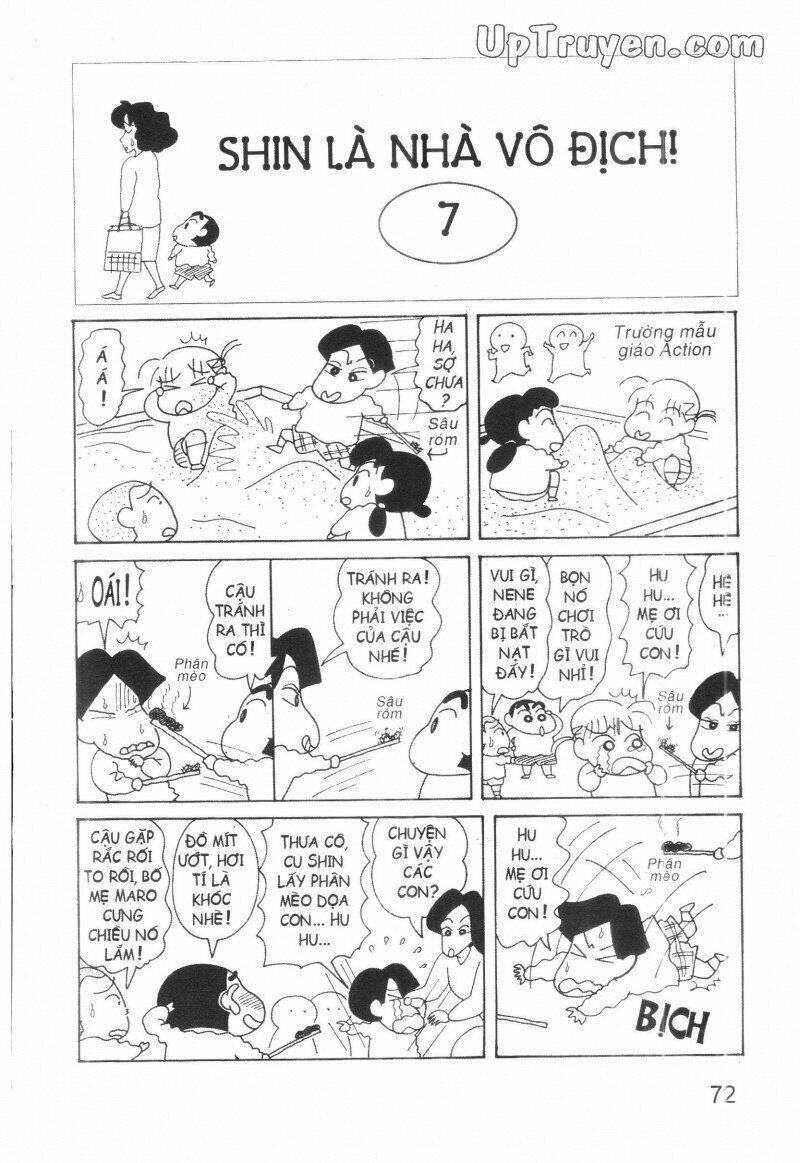 UpTruyen.com
SHIN LÀ NHÀ VÔ ĐỊCH!
7
Trường mẫu
giáo Action
HA
HA,
SỢ
CHƯA
?
Sâu
róm
Á
Á!
HÊ
HÊ
...
HU
HU...
MẸ ƠI
CỨU
CON!
Sâu
róm
BỌN
NÓ
CHƠI
TRÒ
GÌ VUI
NHỈ!
VUI GÌ,
NENE
ĐANG
BỊ BẮT
NẠT
ĐẤY!
TRÁNH RA!
KHÔNG
PHẢI VIỆC
CỦA CẬU
NHÉ!
Sâu
róm
CẬU
TRÁNH
RA THÌ
CÓ!
OÁI!
Phân
mèo
HU
HU...
MẸ ƠI
CỨU
CON!
Phân
mèo
BỊCH
CHUYỆN
GÌ VẬY
CÁC
CON?
THƯA CÔ,
CU SHIN
LẤY PHÂN
MÈO DỌA
CON... HU
HU...
ĐỒ MÍT
ƯỚT, HƠI
TÍ LÀ
KHÓC
NHÈ!
CẬU GẶP
RẮC RỐI
TO RỒI, BỐ
MẸ MARO
CƯNG
CHIỀU NÓ
LẮM!
72